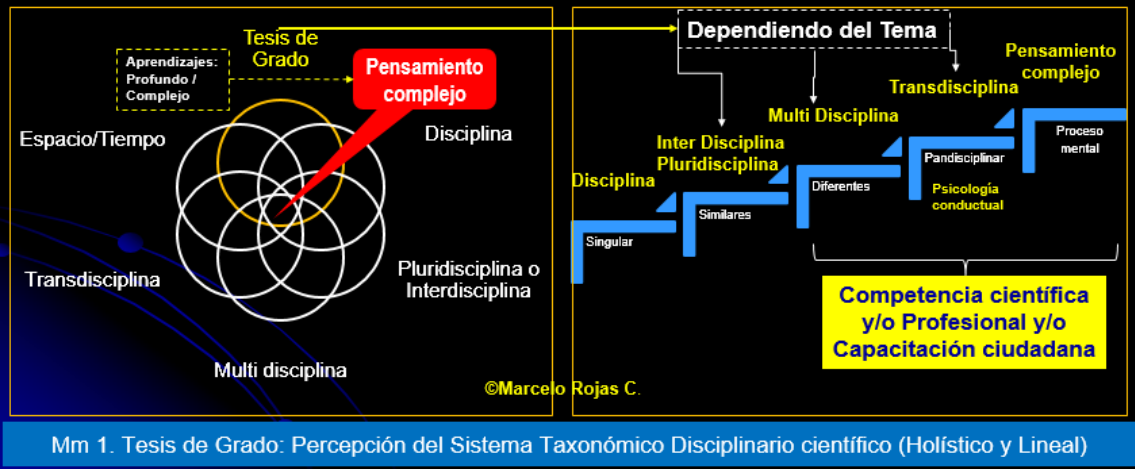 Tesis de
Grado
Aprendizajes:
Profundo /
Complejo
Pensamiento
complejo
Espacio/Tiempo
Disciplina
Transdisciplina
Pluridisciplina o
Interdisciplina
Multi disciplina
Dependiendo del Tema
Pensamiento
complejo
Transdisciplina
Multi Disciplina
Inter Disciplina
Pluridisciplina
Disciplina
Proceso
mental
Pandisciplinar
Psicología
conductual
Diferentes
Similares
Singular
Competencia científica
y/o Profesional y/o
Capacitación ciudadana
©Marcelo Rojas C.
Mm 1. Tesis de Grado: Percepción del Sistema Taxonómico Disciplinario científico (Holístico y Lineal)